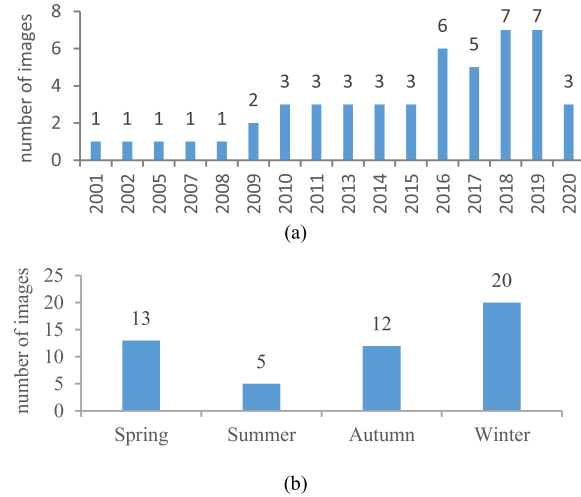 number of images
8
6
4
2
0
1 1 1 1 1 2 3 3 3 3 3 6 5 7 7 3
2001 2002 2005 2007 2008 2009 2010 2011 2013 2014 2015 2016 2017 2018 2019 2020
(a)
number of images
25
20
15
10
5
0
13 5 12 20
Spring Summer Autumn Winter
(b)